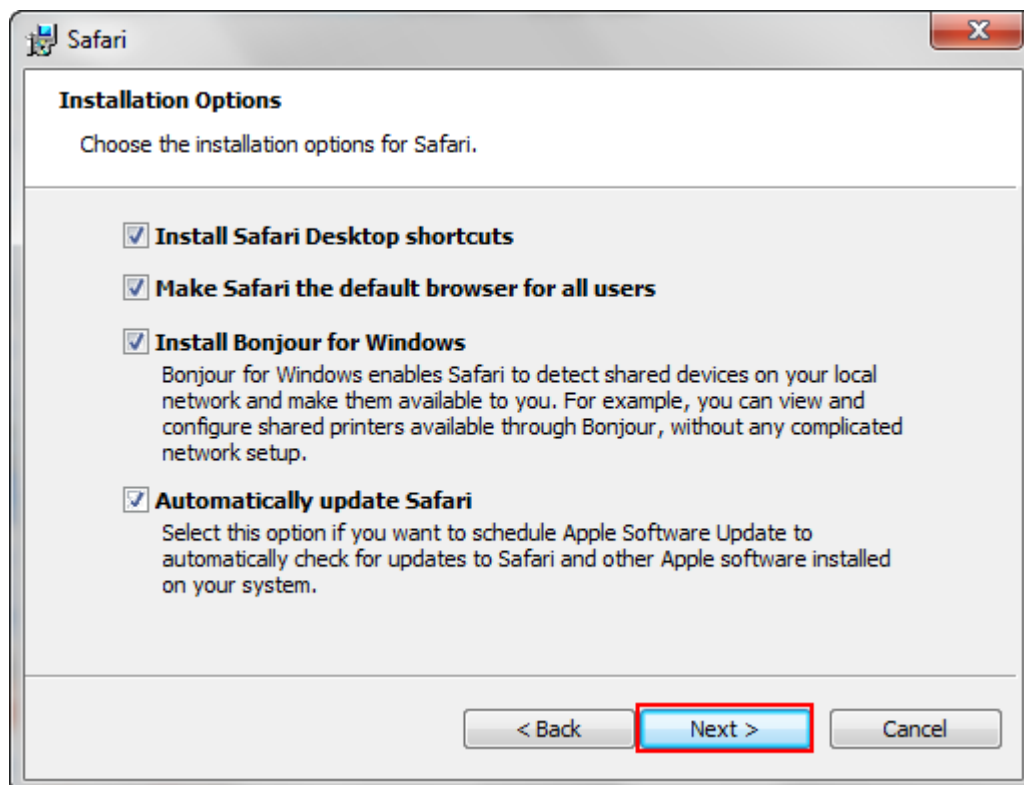 Safari
Installation Options
Choose the installation options for Safari.
Install Safari Desktop shortcuts
Make Safari the default browser for all users
Install Bonjour for Windows
Bonjour for Windows enables Safari to detect shared devices on your local
network and make them available to you. For example, you can view and
configure shared printers available through Bonjour, without any complicated
network setup.
Automatically update Safari
Select this option if you want to schedule Apple Software Update to
automatically check for updates to Safari and other Apple software installed
on your system.
< Back Next > Cancel